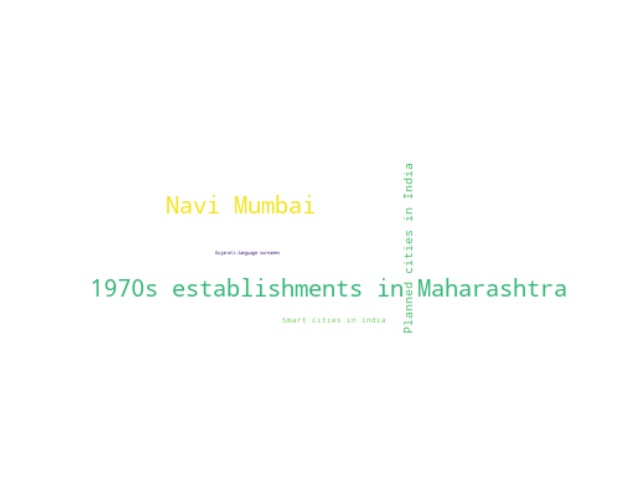 Navi Mumbai
Planned cities in India
Gujarati-language surnames
1970s establishments in Maharashtra
Smart cities in India